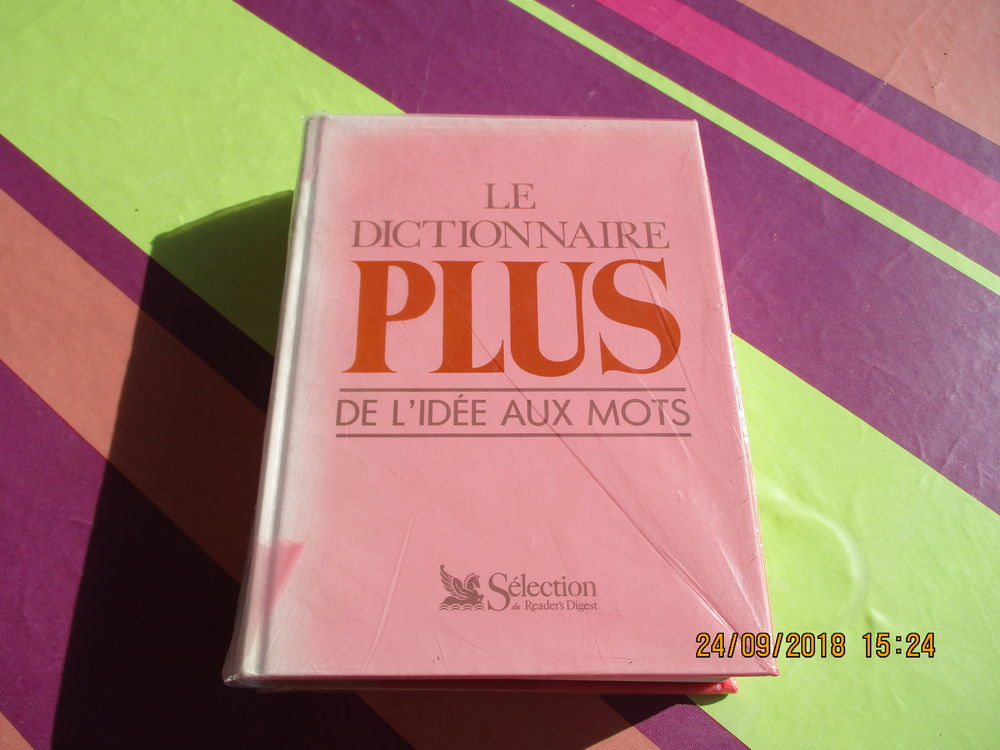 LE
DICTIONNAIRE
PLUS
DE L'IDÉE AUX MOTS
Sélection
du Reader's Digest
24/09/2018 15:24